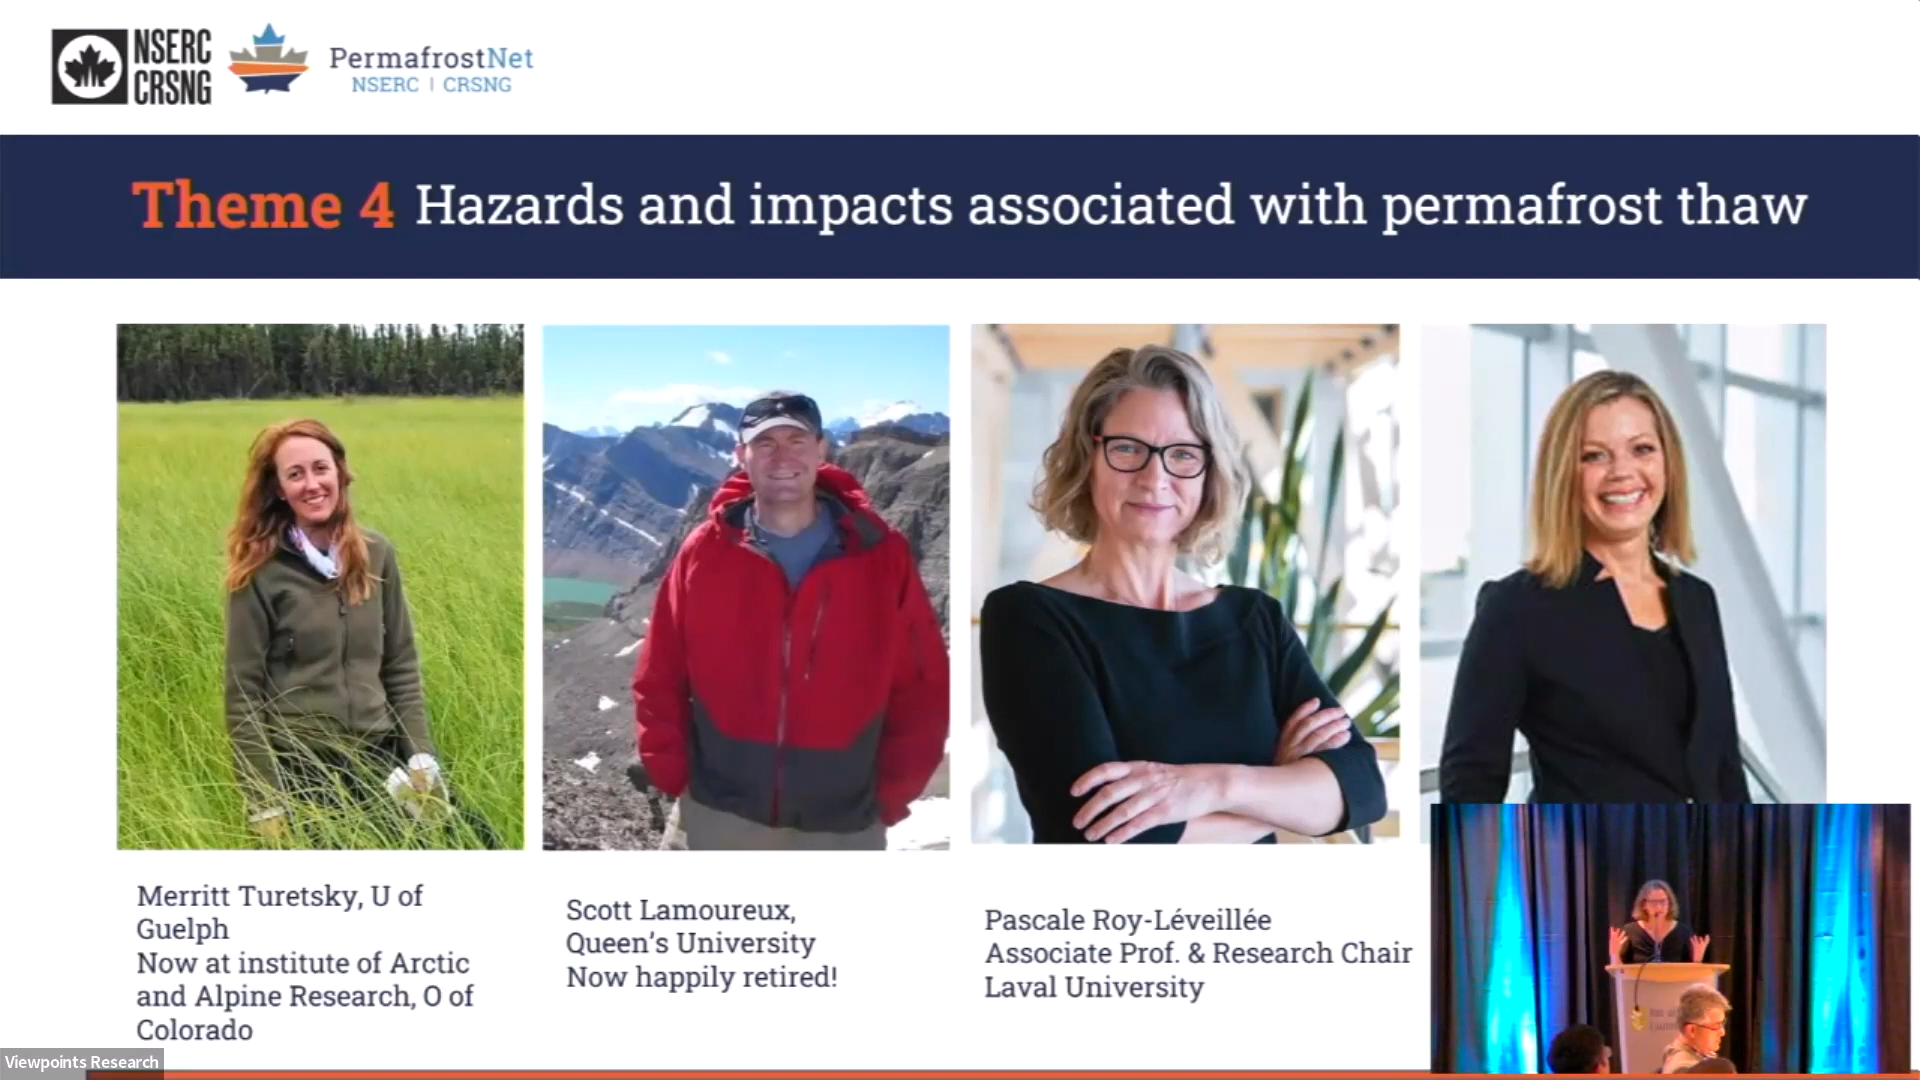 NSERC
CRSNG
PermafrostNet
NSERC | CRSNG
Theme 4 Hazards and impacts associated with permafrost thaw
Merritt Turetsky, U of
Guelph
Now at institute of Arctic
and Alpine Research, O of
Colorado
Scott Lamoureux,
Queen's University
Now happily retired!
Pascale Roy-Léveillée
Associate Prof. & Research Chair
Laval University
Viewpoints Research